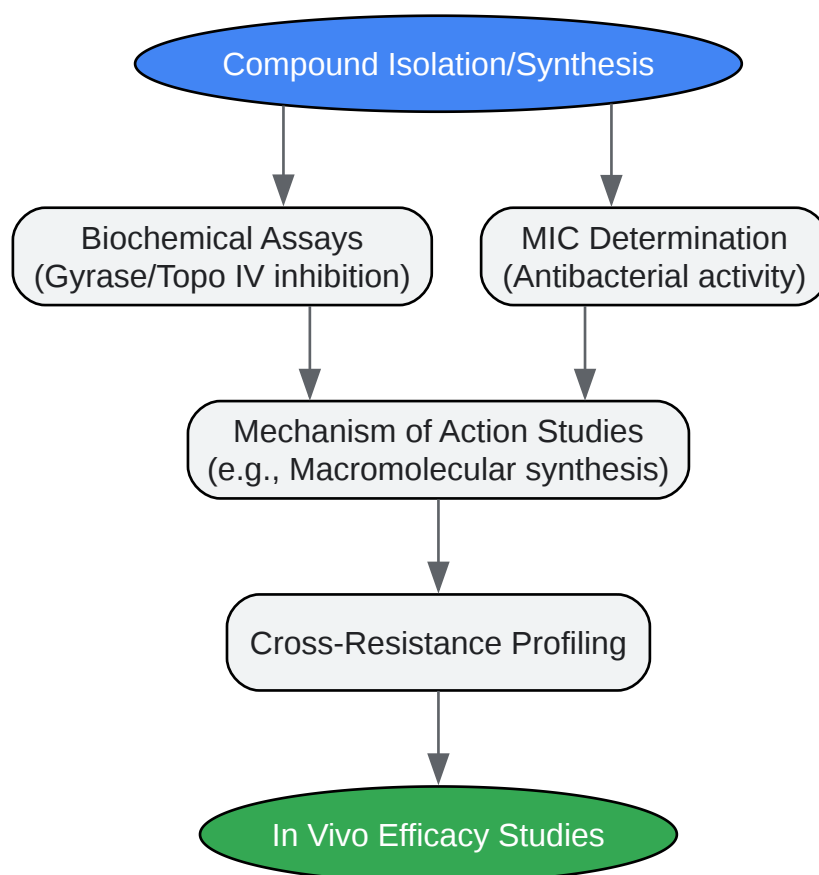 Compound Isolation/Synthesis
Biochemical Assays
(Gyrase/Topo IV inhibition)
MIC Determination
(Antibacterial activity)
Mechanism of Action Studies
(e.g., Macromolecular synthesis)
Cross-Resistance Profiling
In Vivo Efficacy Studies